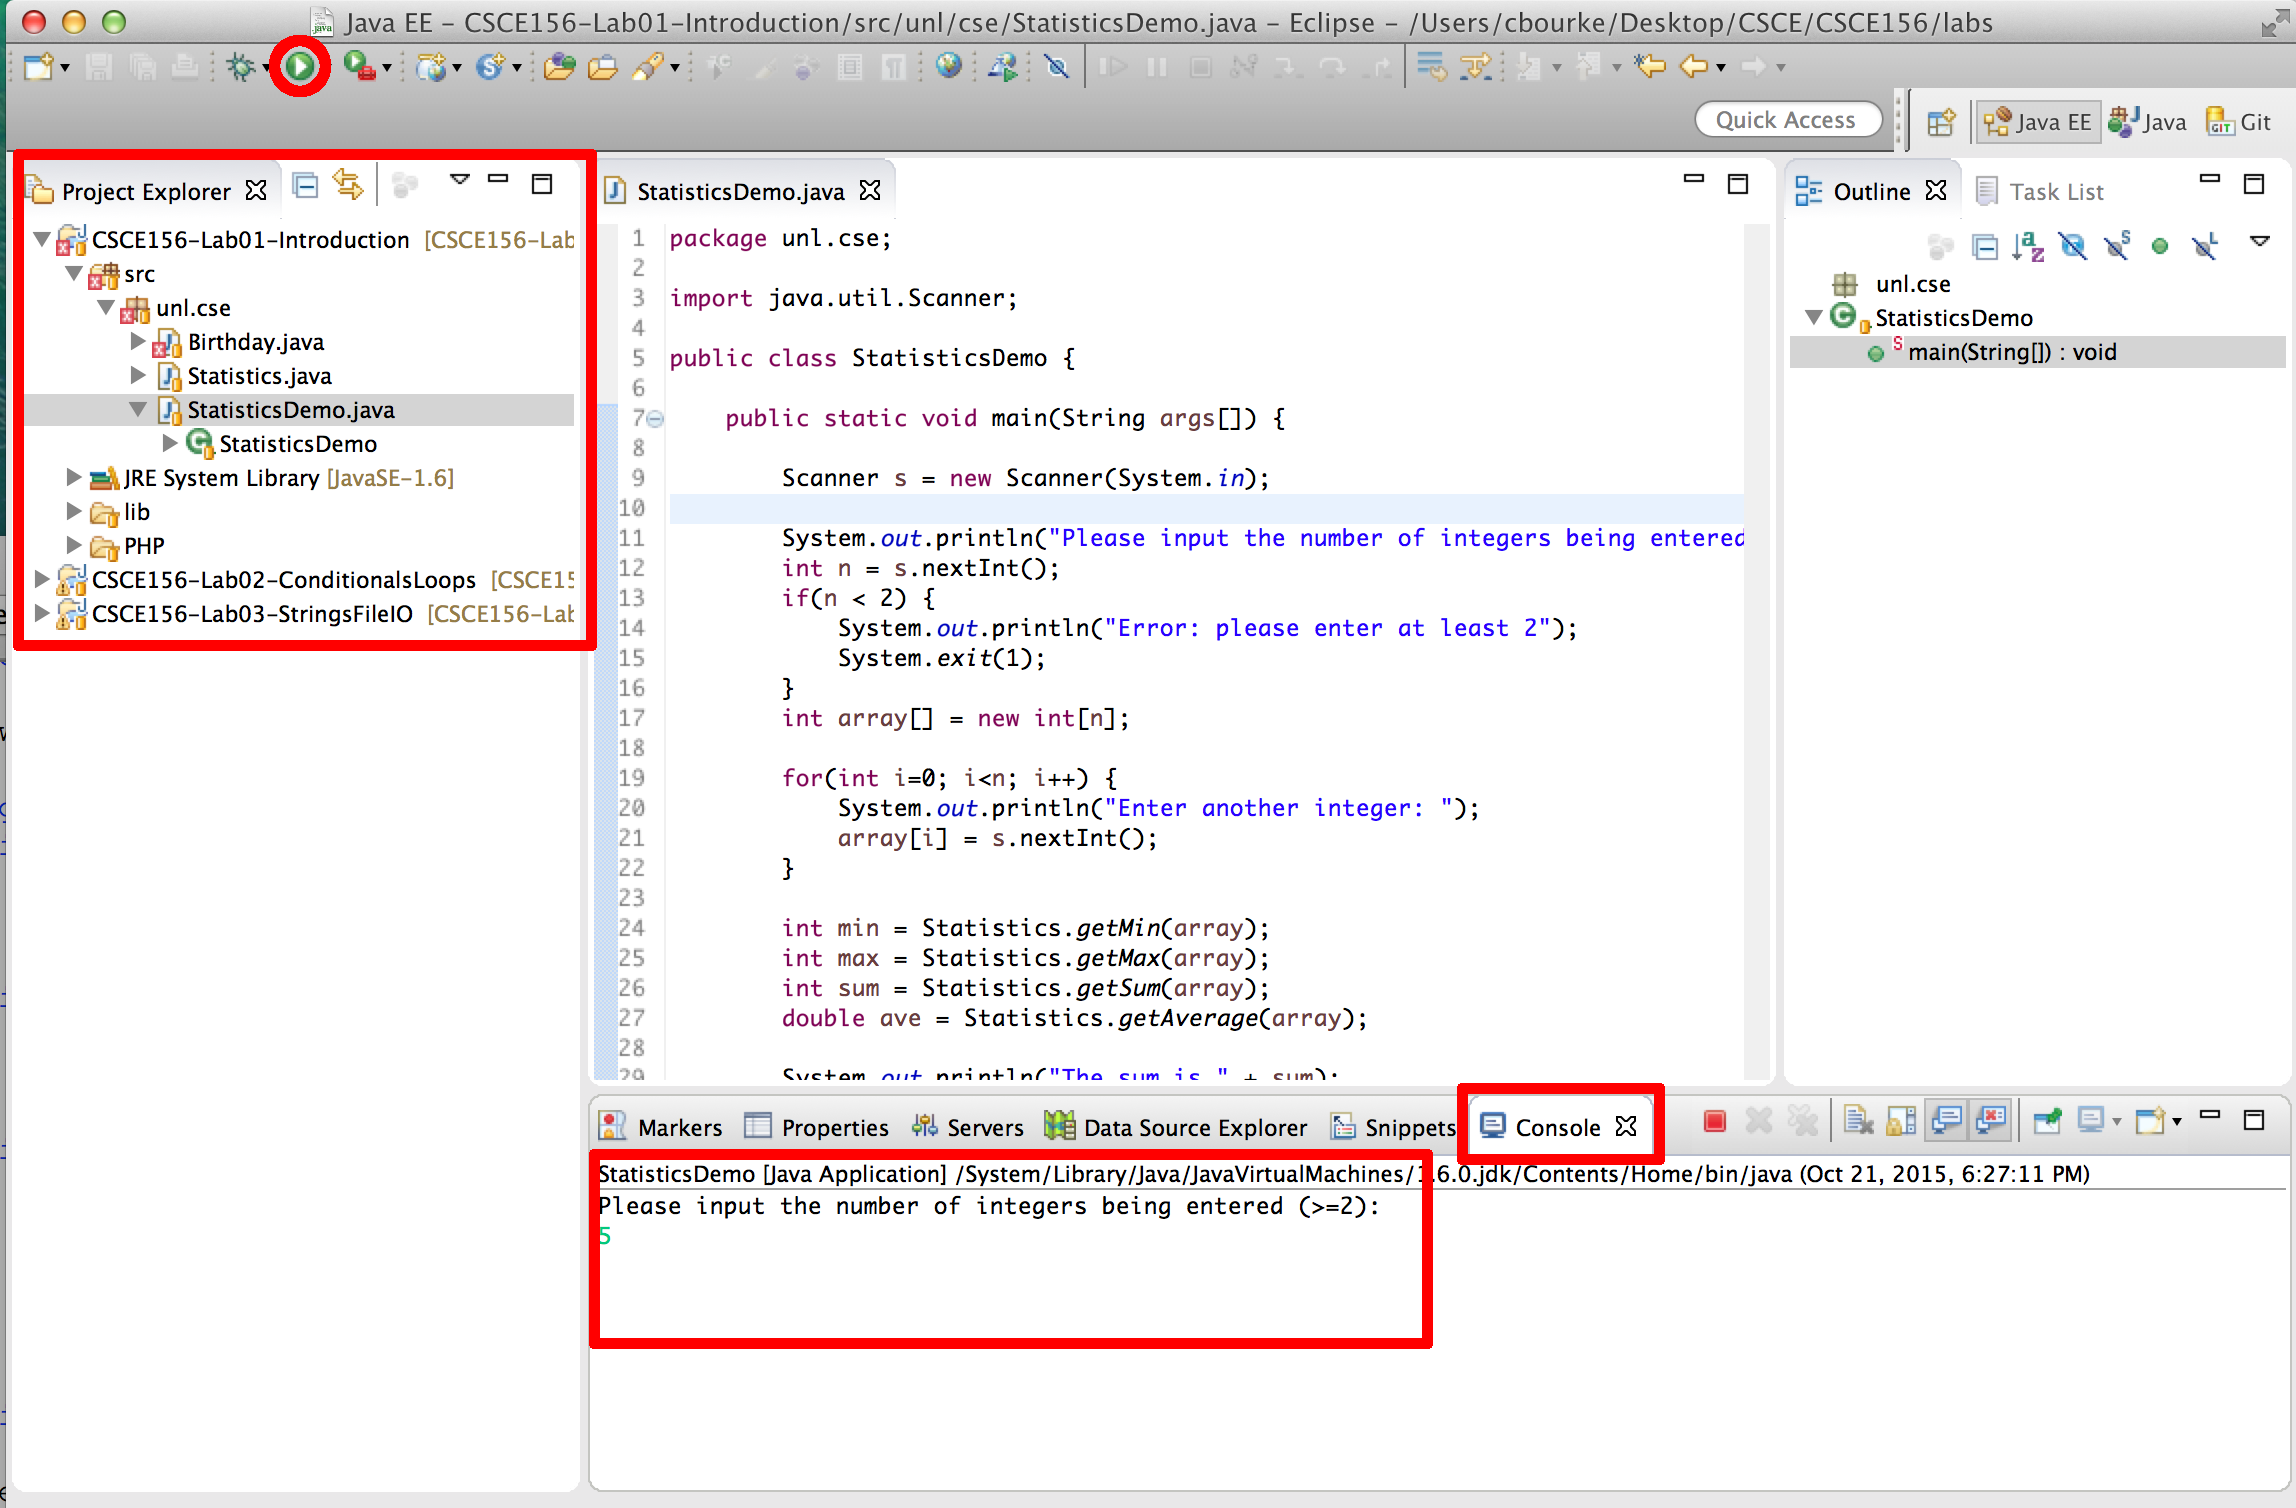 Java EE – CSCE156-Lab01-Introduction/src/unl/cse/StatisticsDemo.java – Eclipse – /Users/cbourke/Desktop/CSCE/CSCE156/labs
Quick Access
Java EE
Java
Git
Project Explorer
CSCE156-Lab01-Introduction [CSCE156-Lab
src
unl.cse
Birthday.java
Statistics.java
StatisticsDemo.java
StatisticsDemo
JRE System Library [JavaSE-1.6]
lib
PHP
CSCE156-Lab02-ConditionalsLoops [CSCE15
CSCE156-Lab03-StringsFileIO [CSCE156-Lab
StatisticsDemo.java
1 package unl.cse;
2
3 import java.util.Scanner;
4
5 public class StatisticsDemo {
6
7 public static void main(String args[]) {
8
9 Scanner s = new Scanner(System.in);
10
11 System.out.println("Please input the number of integers being entered
12 int n = s.nextInt();
13 if(n < 2) {
14 System.out.println("Error: please enter at least 2");
15 System.exit(1);
16 }
17 int array[] = new int[n];
18
19 for(int i=0; i<n; i++) {
20 System.out.println("Enter another integer: ");
21 array[i] = s.nextInt();
22 }
23
24 int min = Statistics.getMin(array);
25 int max = Statistics.getMax(array);
26 int sum = Statistics.getSum(array);
27 double ave = Statistics.getAverage(array);
28
29 System.out.println("The sum is " + sum);
Outline
Task List
unl.cse
StatisticsDemo
main(String[]) : void
Markers
Properties
Servers
Data Source Explorer
Snippets
Console
StatisticsDemo [Java Application] /System/Library/Java/JavaVirtualMachines/1.6.0.jdk/Contents/Home/bin/java (Oct 21, 2015, 6:27:11 PM)
Please input the number of integers being entered (>=2):
5